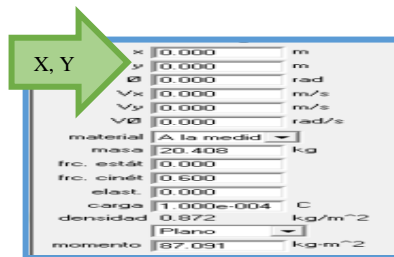 X, Y
x 0.000 m
y 0.000 m
Ø 0.000 rad
Vx 0.000 m/s
Vy 0.000 m/s
VØ 0.000 rad/s
material A la medid
masa 20.408 kg
frc. estát 0.000
frc. cinét 0.600
elast. 0.000
carga 1.000e-004 C
densidad 0.872 kg/m^2
Plano
momento 87.091 kg-m^2